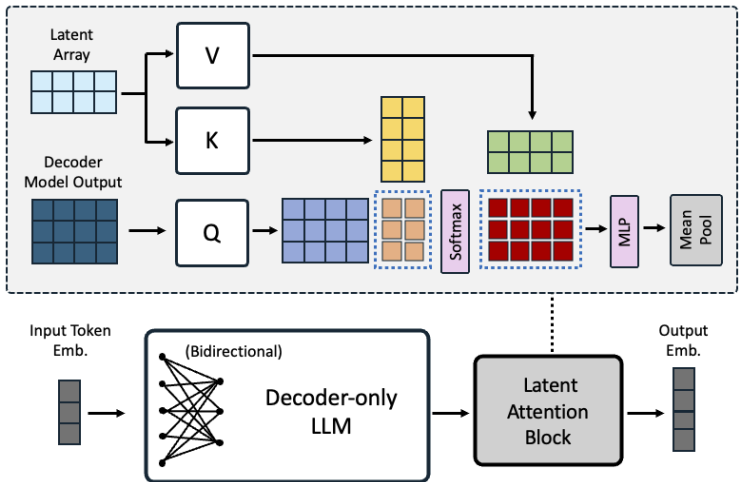 Latent
Array
V
K
Decoder
Model Output
Q
Softmax
MLP
Mean
Pool
Input Token
Emb.
(Bidirectional)
Decoder-only
LLM
Latent
Attention
Block
Output
Emb.